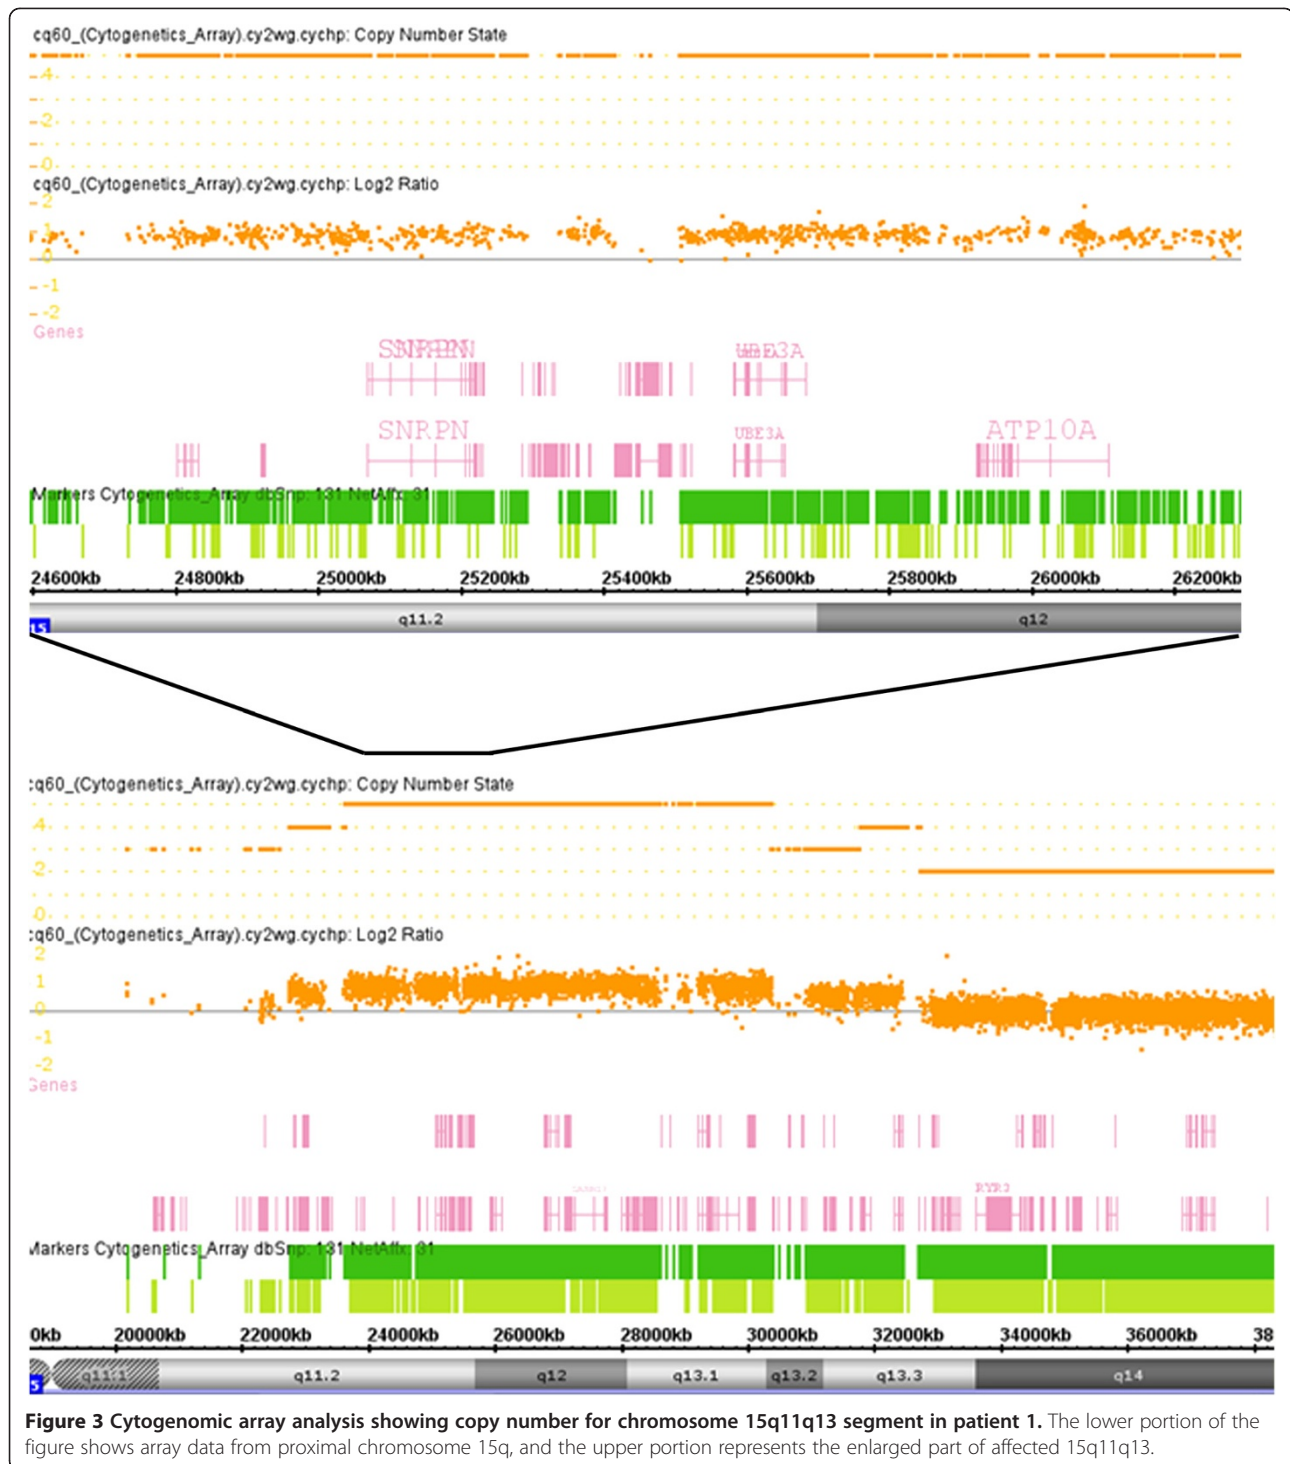 cq60_(Cytogenetics_Array).cy2wg.cychp: Copy Number State
4
2
0
cq60_(Cytogenetics_Array).cy2wg.cychp: Log2 Ratio
2
1
0
-1
-2
Genes
SNRPN
UBE3A
SNRPN
UBE3A
ATP10A
Markers Cytogenetics_Array dbSnp: 131 NetAffx: 31
24600kb 24800kb 25000kb 25200kb 25400kb 25600kb 25800kb 26000kb 26200kb
15
q11.2 q12
cq60_(Cytogenetics_Array).cy2wg.cychp: Copy Number State
4
2
0
cq60_(Cytogenetics_Array).cy2wg.cychp: Log2 Ratio
2
1
0
-1
-2
Genes
RYR3
Markers Cytogenetics_Array dbSnp: 131 NetAffx: 31
0kb 20000kb 22000kb 24000kb 26000kb 28000kb 30000kb 32000kb 34000kb 36000kb 38
5 q11.1 q11.2 q12 q13.1 q13.2 q13.3 q14
Figure 3 Cytogenomic array analysis showing copy number for chromosome 15q11q13 segment in patient 1. The lower portion of the
figure shows array data from proximal chromosome 15q, and the upper portion represents the enlarged part of affected 15q11q13.